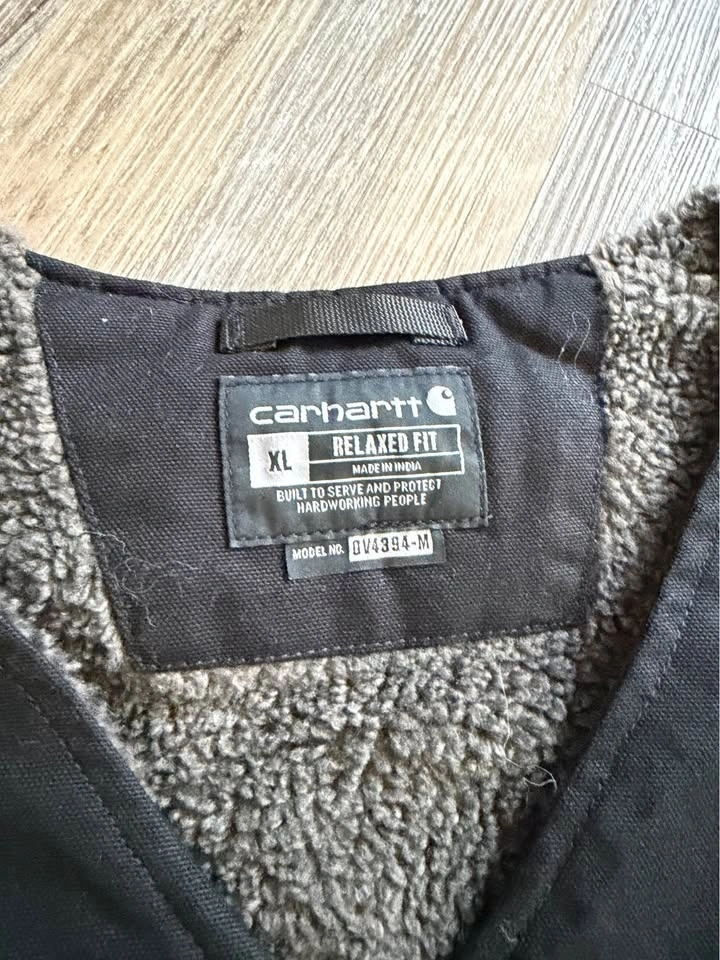 carhartt
XL
RELAXED FIT
MADE IN INDIA
BUILT TO SERVE AND PROTECT
HARDWORKING PEOPLE
MODEL NO. OV4394-M